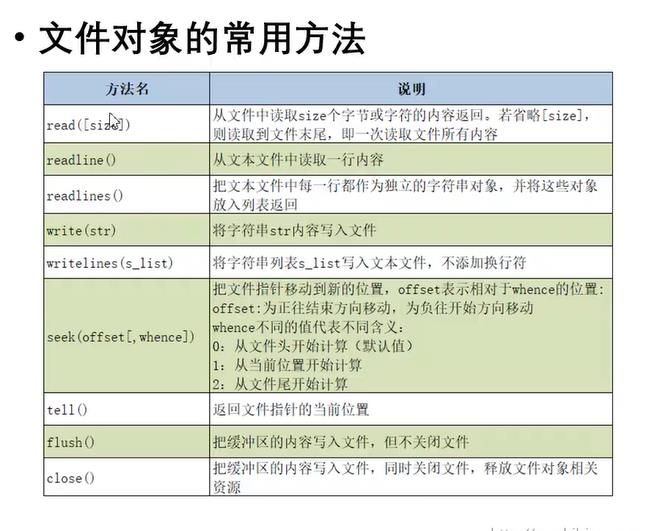 • 文件对象的常用方法
方法名 说明
read([size]) 从文件中读取size个字节或字符的内容返回。若省略[size],
则读取到文件末尾，即一次读取文件所有内容
readline() 从文本文件中读取一行内容
readlines() 把文本文件中每一行都作为独立的字符串对象，并将这些对象
放入列表返回
write(str) 将字符串str内容写入文件
writelines(s_list) 将字符串列表s_list写入文本文件，不添加换行符
seek(offset[,whence]) 把文件指针移动到新的位置，offset表示相对于whence的位置:
offset:为正往结束方向移动，为负往开始方向移动
whence不同的值代表不同含义:
0: 从文件头开始计算（默认值）
1: 从当前位置开始计算
2: 从文件尾开始计算
tell() 返回文件指针的当前位置
flush() 把缓冲区的内容写入文件，但不关闭文件
close() 把缓冲区的内容写入文件，同时关闭文件，释放文件对象相关
资源